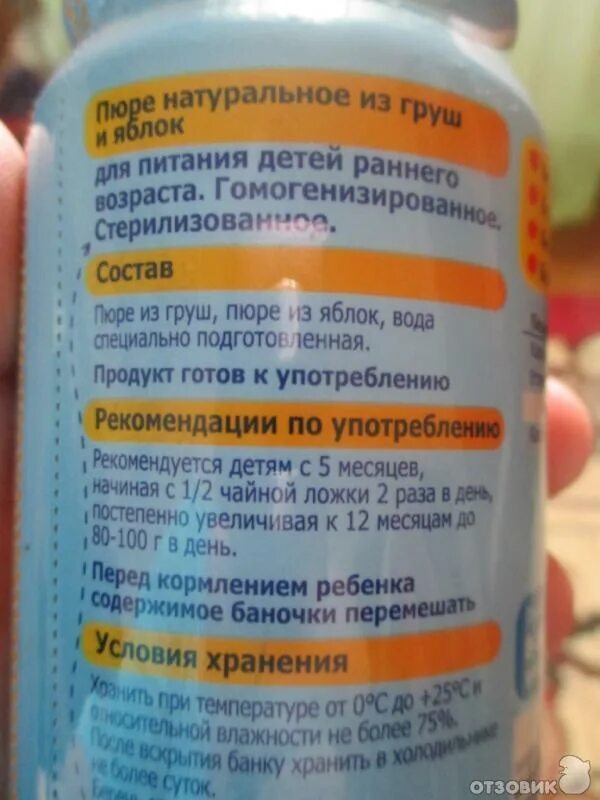 Пюре натуральное из груш
и яблок
для питания детей раннего
возраста. Гомогенизированное.
Стерилизованное.
Состав
Пюре из груш, пюре из яблок, вода
специально подготовленная.
Продукт готов к употреблению
Рекомендации по употреблению
Рекомендуется детям с 5 месяцев,
начиная с 1/2 чайной ложки 2 раза в день,
постепенно увеличивая к 12 месяцам до
80-100 г в день.
Перед кормлением ребенка
содержимое баночки перемешать
Условия хранения
Хранить при температуре от 0°С до +25°С и
относительной влажности не более 75%.
После вскрытия банку хранить в холодильнике
не более суток.
отзовик